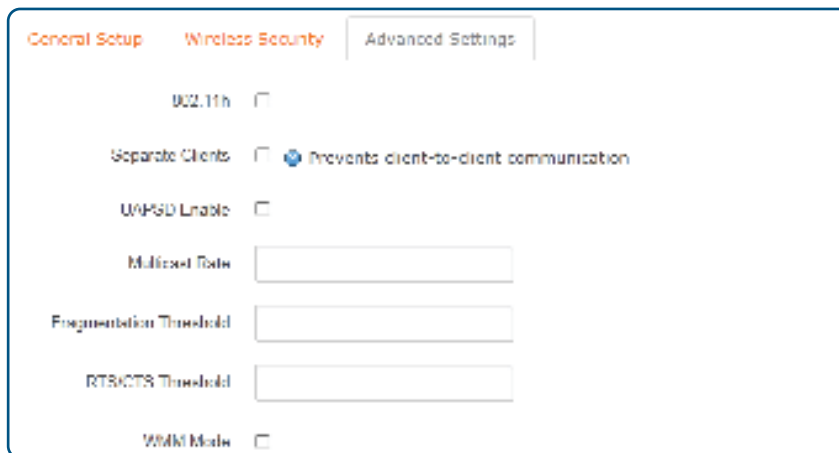 General Setup Wireless Security Advanced Settings
802.11h
Separate Clients Prevents client-to-client communication
UAPSD Enable
Multicast Rate
Fragmentation Threshold
RTS/CTS Threshold
WMM Mode